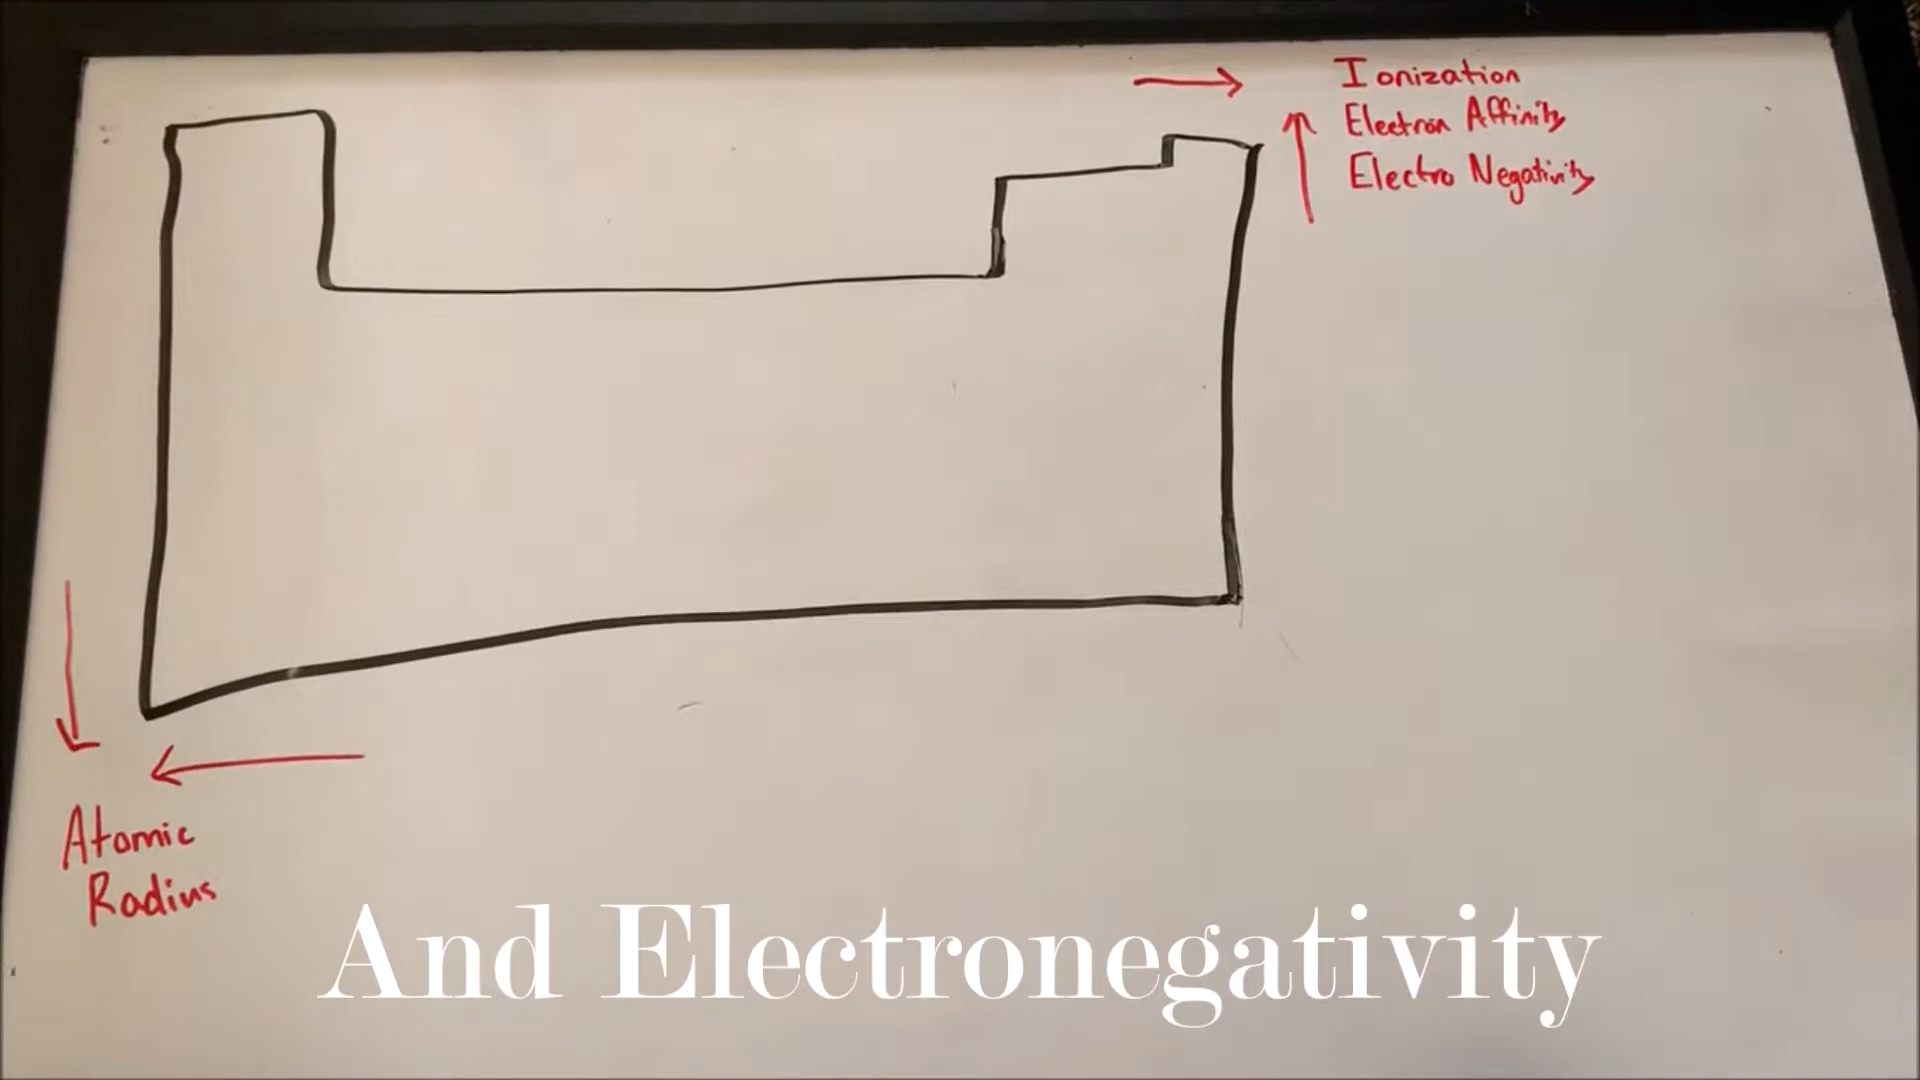 Ionization
Electron Affinity
Electro Negativity
Atomic
Radius
And Electronegativity